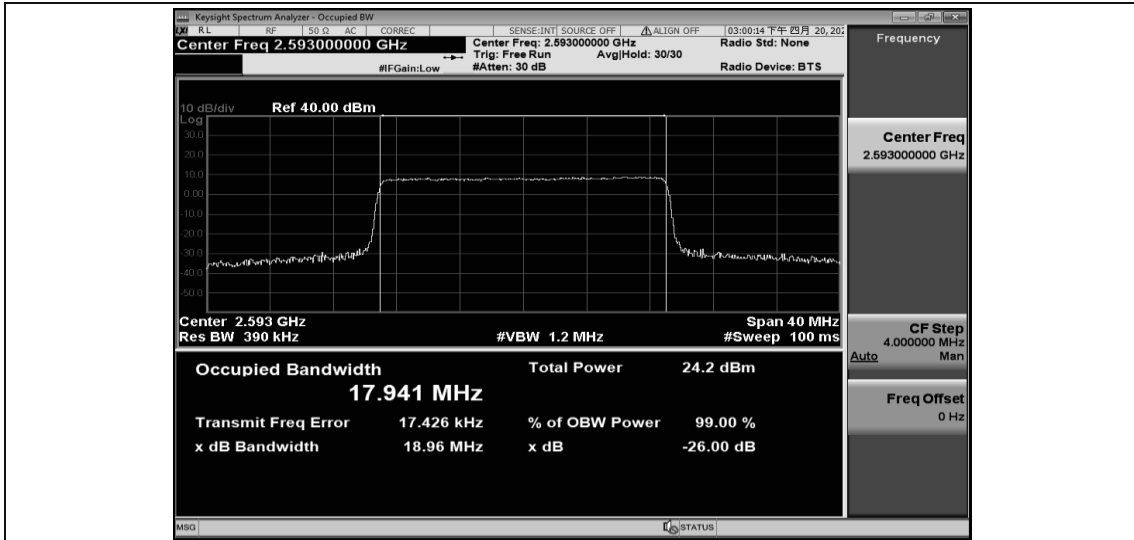 Keysight Spectrum Analyzer - Occupied BW
LXI RL RF 50 Ω AC CORREC SENSE:INT SOURCE OFF ⚠ALIGN OFF 03:00:14 下午 四月 20, 202
Center Freq 2.593000000 GHz
Center Freq: 2.593000000 GHz Radio Std: None
Trig: Free Run Avg|Hold: 30/30
#IFGain:Low #Atten: 30 dB Radio Device: BTS
10 dB/div Ref 40.00 dBm
Log
30.0
20.0
10.0
0.00
-10.0
-20.0
-30.0
-40.0
-50.0
Center 2.593 GHz Span 40 MHz
Res BW 390 kHz #VBW 1.2 MHz #Sweep 100 ms
Occupied Bandwidth Total Power 24.2 dBm
17.941 MHz
Transmit Freq Error 17.426 kHz % of OBW Power 99.00 %
x dB Bandwidth 18.96 MHz x dB -26.00 dB
Frequency
Center Freq
2.593000000 GHz
CF Step
4.000000 MHz
Auto Man
Freq Offset
0 Hz
MSG STATUS